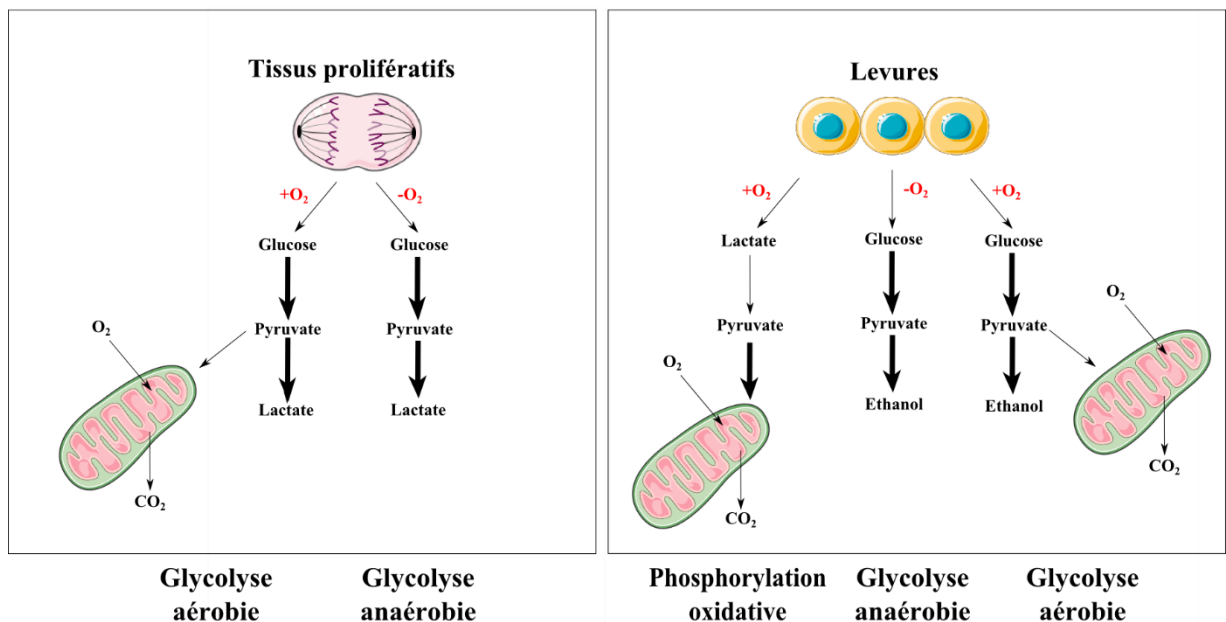 Tissus prolifératifs
+O₂
-O₂
Glucose
Glucose
O₂
Pyruvate
Pyruvate
Lactate
Lactate
CO₂
Glycolyse
aérobie
Glycolyse
anaérobie
Levures
+O₂
-O₂
+O₂
Lactate
Glucose
Glucose
O₂
Pyruvate
Pyruvate
Pyruvate
O₂
Ethanol
Ethanol
CO₂
CO₂
Phosphorylation
oxidative
Glycolyse
anaérobie
Glycolyse
aérobie